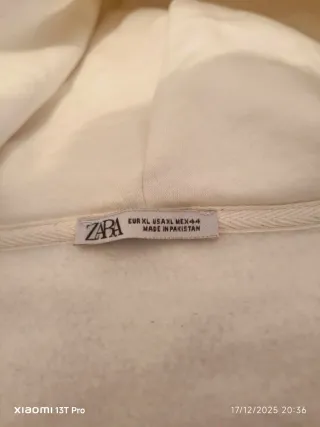 ZARA
EUR XL USA XL MEX 44
MADE IN PAKISTAN
xiaomi 13T Pro
17/12/2025 20:36